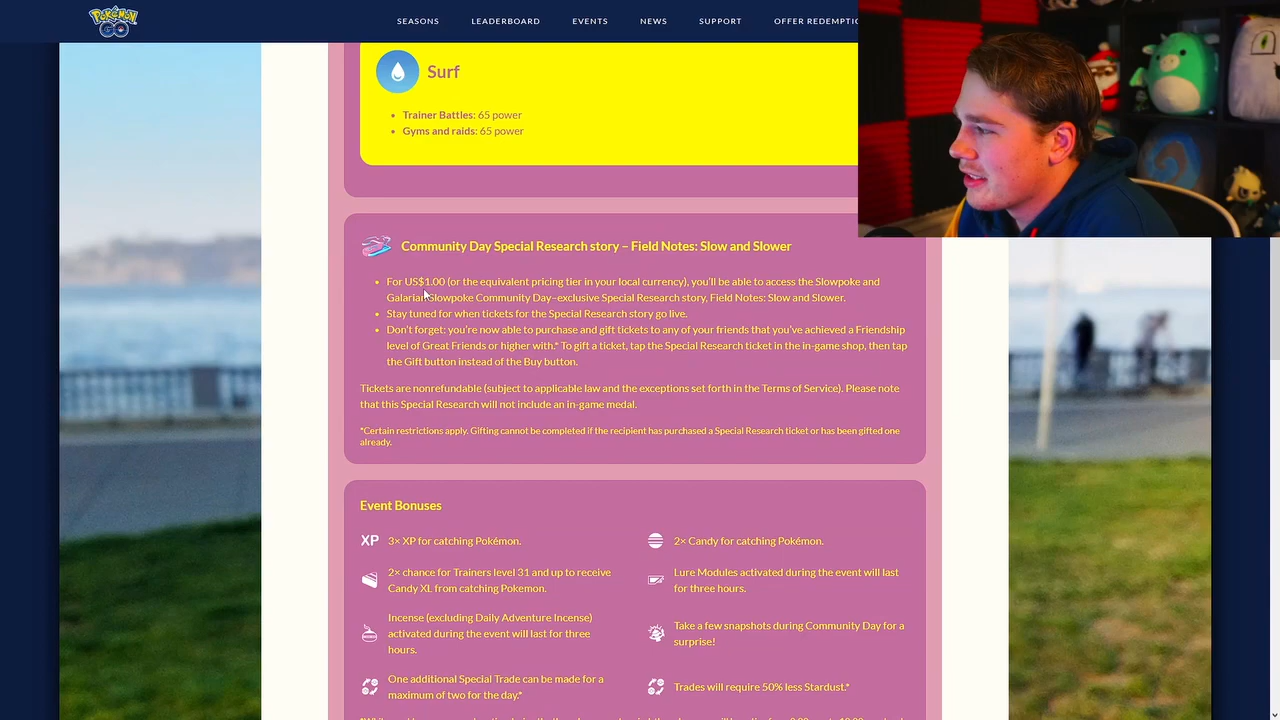 Pokémon GO
SEASONS LEADERBOARD EVENTS NEWS SUPPORT OFFER REDEMPTIO
Surf
Trainer Battles: 65 power
Gyms and raids: 65 power
Community Day Special Research story – Field Notes: Slow and Slower
For US$1.00 (or the equivalent pricing tier in your local currency), you'll be able to access the Slowpoke and
Galarian Slowpoke Community Day–exclusive Special Research story, Field Notes: Slow and Slower.
Stay tuned for when tickets for the Special Research story go live.
Don't forget: you're now able to purchase and gift tickets to any of your friends that you've achieved a Friendship
level of Great Friends or higher with.* To gift a ticket, tap the Special Research ticket in the in-game shop, then tap
the Gift button instead of the Buy button.
Tickets are nonrefundable (subject to applicable law and the exceptions set forth in the Terms of Service). Please note
that this Special Research will not include an in-game medal.
*Certain restrictions apply. Gifting cannot be completed if the recipient has purchased a Special Research ticket or has been gifted one
already.
Event Bonuses
XP 3× XP for catching Pokémon.
2× Candy for catching Pokémon.
2× chance for Trainers level 31 and up to receive
Candy XL from catching Pokemon.
Lure Modules activated during the event will last
for three hours.
Incense (excluding Daily Adventure Incense)
activated during the event will last for three
hours.
Take a few snapshots during Community Day for a
surprise!
One additional Special Trade can be made for a
maximum of two for the day.*
Trades will require 50% less Stardust.*